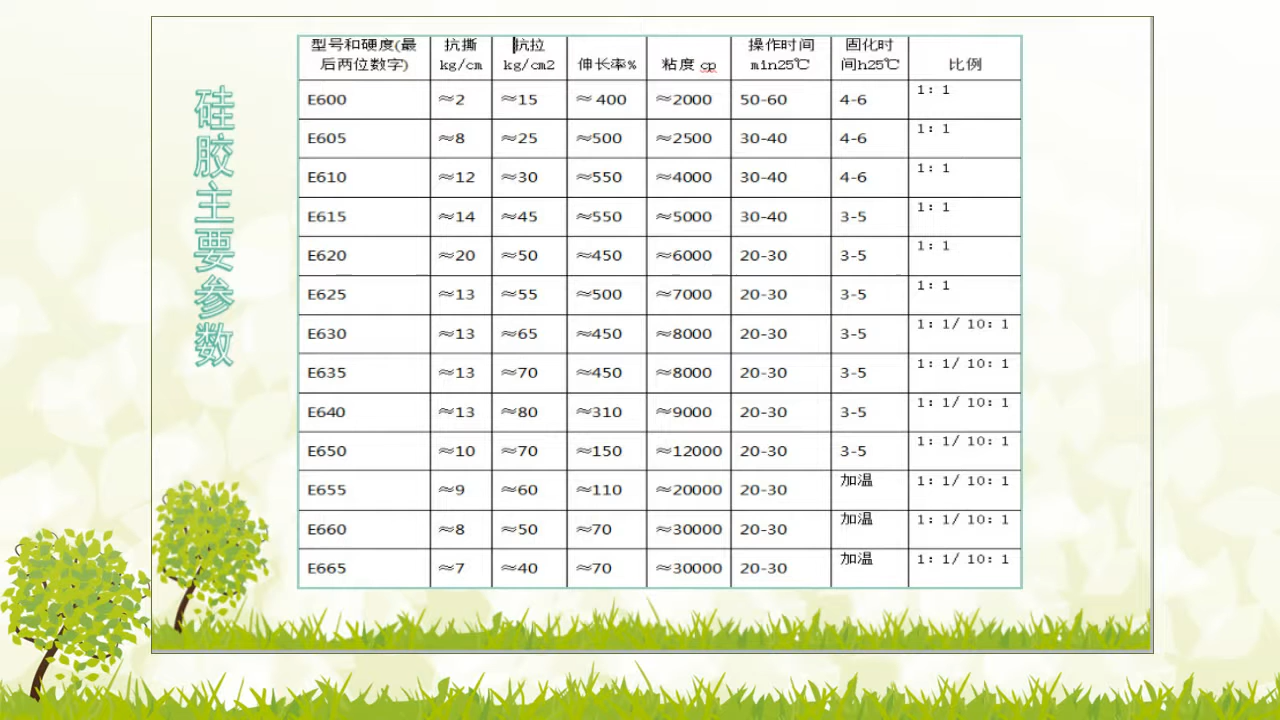 硅胶主要参数
型号和硬度(最后两位数字) 抗撕 kg/cm 抗拉 kg/cm2 伸长率% 粘度 cp 操作时间 min25℃ 固化时间h25℃ 比例
E600 ≈2 ≈15 ≈ 400 ≈2000 50-60 4-6 1：1
E605 ≈8 ≈25 ≈500 ≈2500 30-40 4-6 1：1
E610 ≈12 ≈30 ≈550 ≈4000 30-40 4-6 1：1
E615 ≈14 ≈45 ≈550 ≈5000 30-40 3-5 1：1
E620 ≈20 ≈50 ≈450 ≈6000 20-30 3-5 1：1
E625 ≈13 ≈55 ≈500 ≈7000 20-30 3-5 1：1
E630 ≈13 ≈65 ≈450 ≈8000 20-30 3-5 1：1/ 10：1
E635 ≈13 ≈70 ≈450 ≈8000 20-30 3-5 1：1/ 10：1
E640 ≈13 ≈80 ≈310 ≈9000 20-30 3-5 1：1/ 10：1
E650 ≈10 ≈70 ≈150 ≈12000 20-30 3-5 1：1/ 10：1
E655 ≈9 ≈60 ≈110 ≈20000 20-30 加温 1：1/ 10：1
E660 ≈8 ≈50 ≈70 ≈30000 20-30 加温 1：1/ 10：1
E665 ≈7 ≈40 ≈70 ≈30000 20-30 加温 1：1/ 10：1